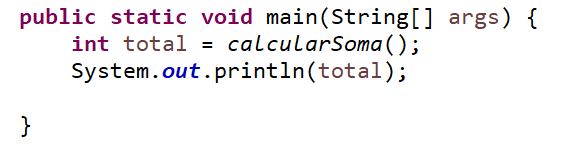 public static void main(String[] args) {
    int total = calcularSoma();
    System.out.println(total);

}